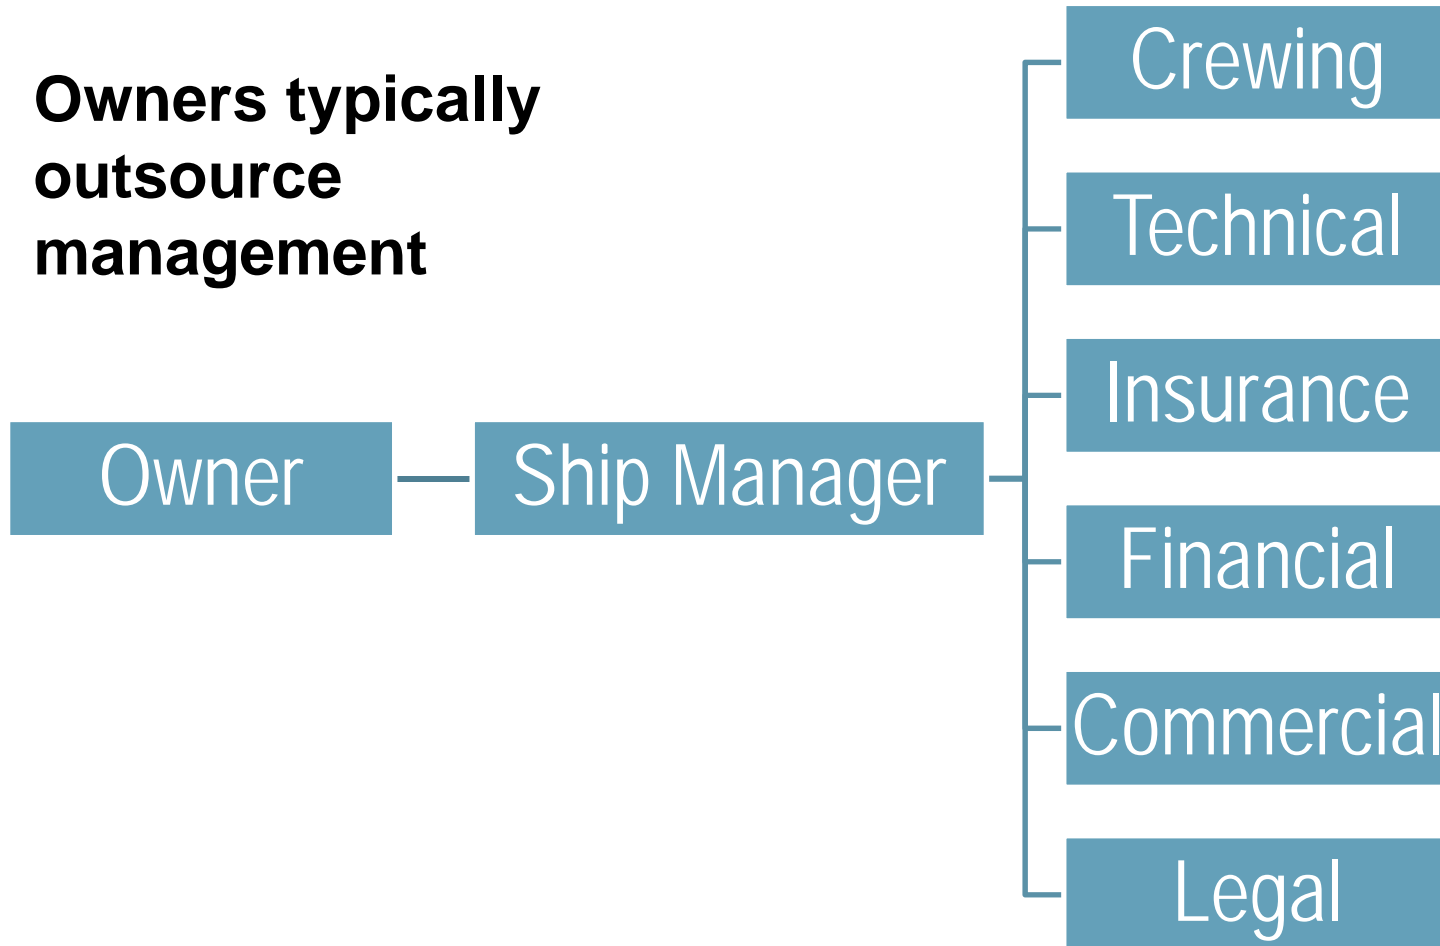 Owners typically
outsource
management
Owner
Ship Manager
Crewing
Technical
Insurance
Financial
Commercial
Legal